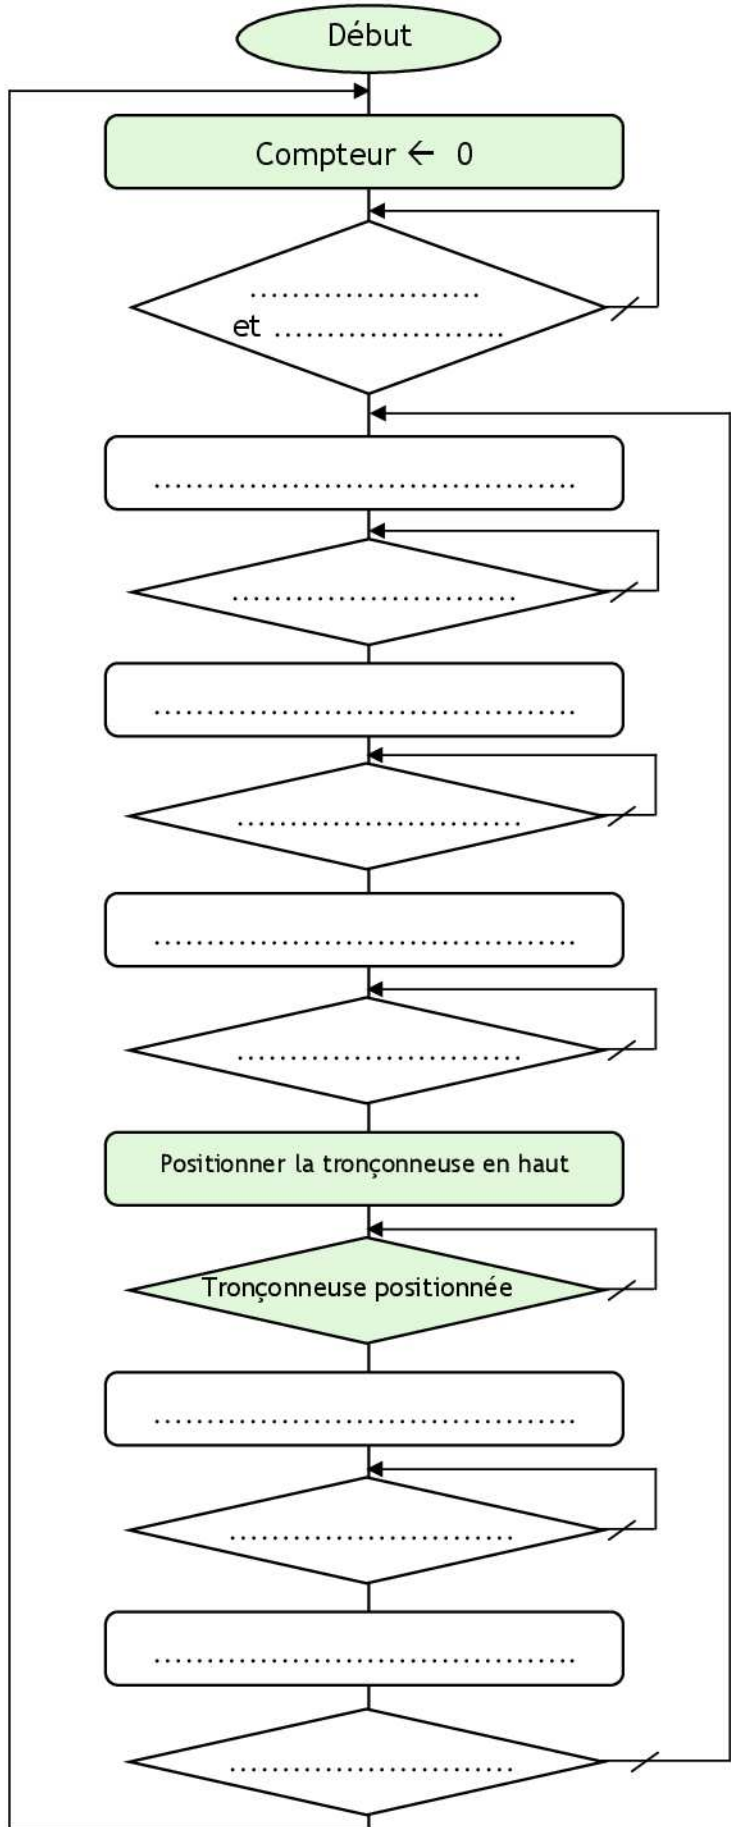 Début
Compteur ← 0
........................
et ........................
............................................
..............................
............................................
..............................
............................................
..............................
Positionner la tronçonneuse en haut
Tronçonneuse positionnée
............................................
..............................
............................................
..............................